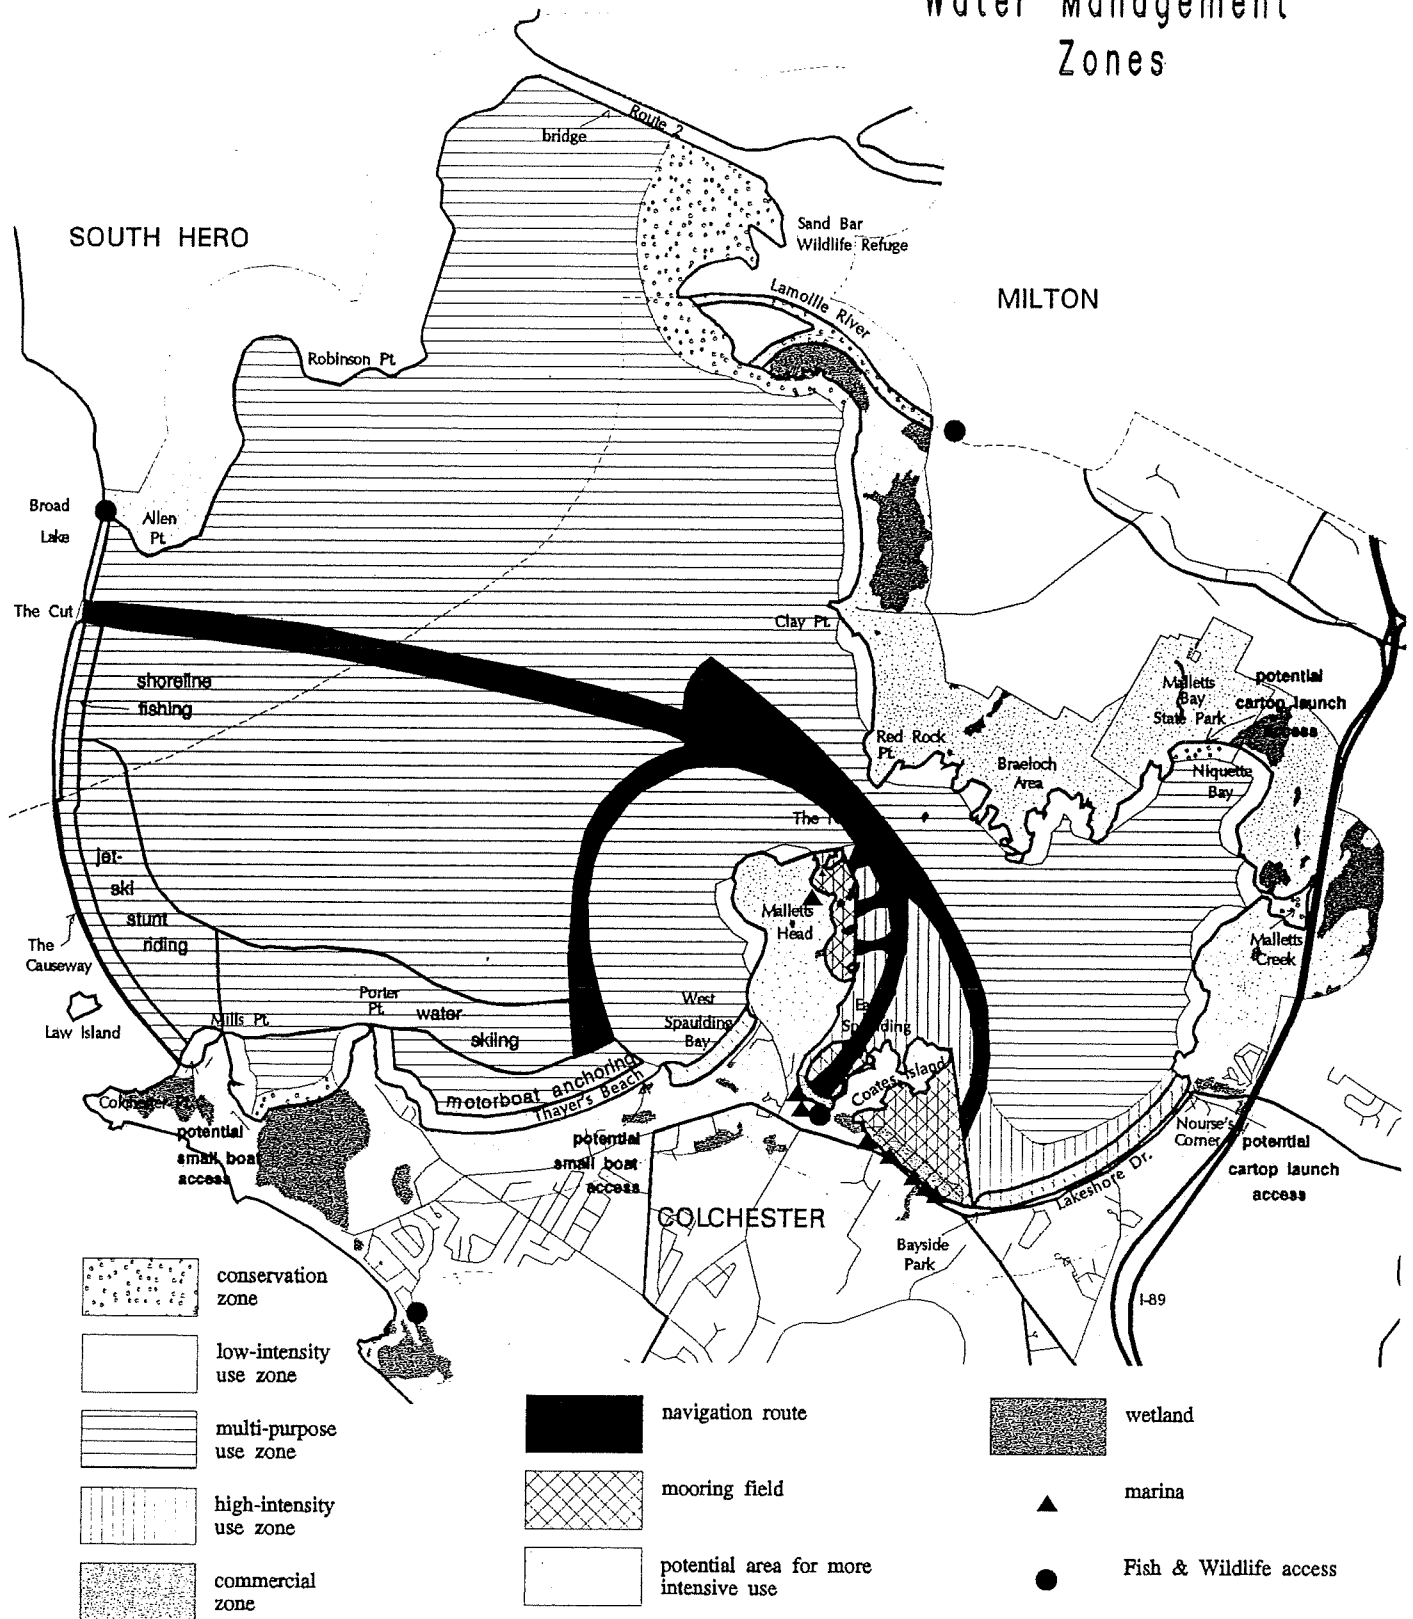 Water Management
Zones
Route 2
bridge
SOUTH HERO
Sand Bar
Wildlife Refuge
Lamoille River
MILTON
Robinson Pt.
Broad
Lake
Allen
Pt.
The Cut
Clay Pt.
shoreline
fishing
Malletts
Bay
State Park
potential
cartop launch
access
Red Rock
Pt.
Braeloch
Area
Niquette
Bay
The
jet-
ski
stunt
riding
Malletts
Head
The
Causeway
Malletts
Creek
Law Island
Mills Pt.
Porter
Pt.
water
skiing
West
Spaulding
Bay
Spaulding
motorboat anchoring
Thayer's Beach
Coates Island
Colchester Pt.
potential
small boat
access
potential
small boat
access
Nourse's
Corner
potential
cartop launch
access
Lakeshore Dr.
COLCHESTER
Bayside
Park
I-89
conservation
zone
low-intensity
use zone
multi-purpose
use zone
high-intensity
use zone
commercial
zone
navigation route
mooring field
potential area for more
intensive use
wetland
marina
Fish & Wildlife access